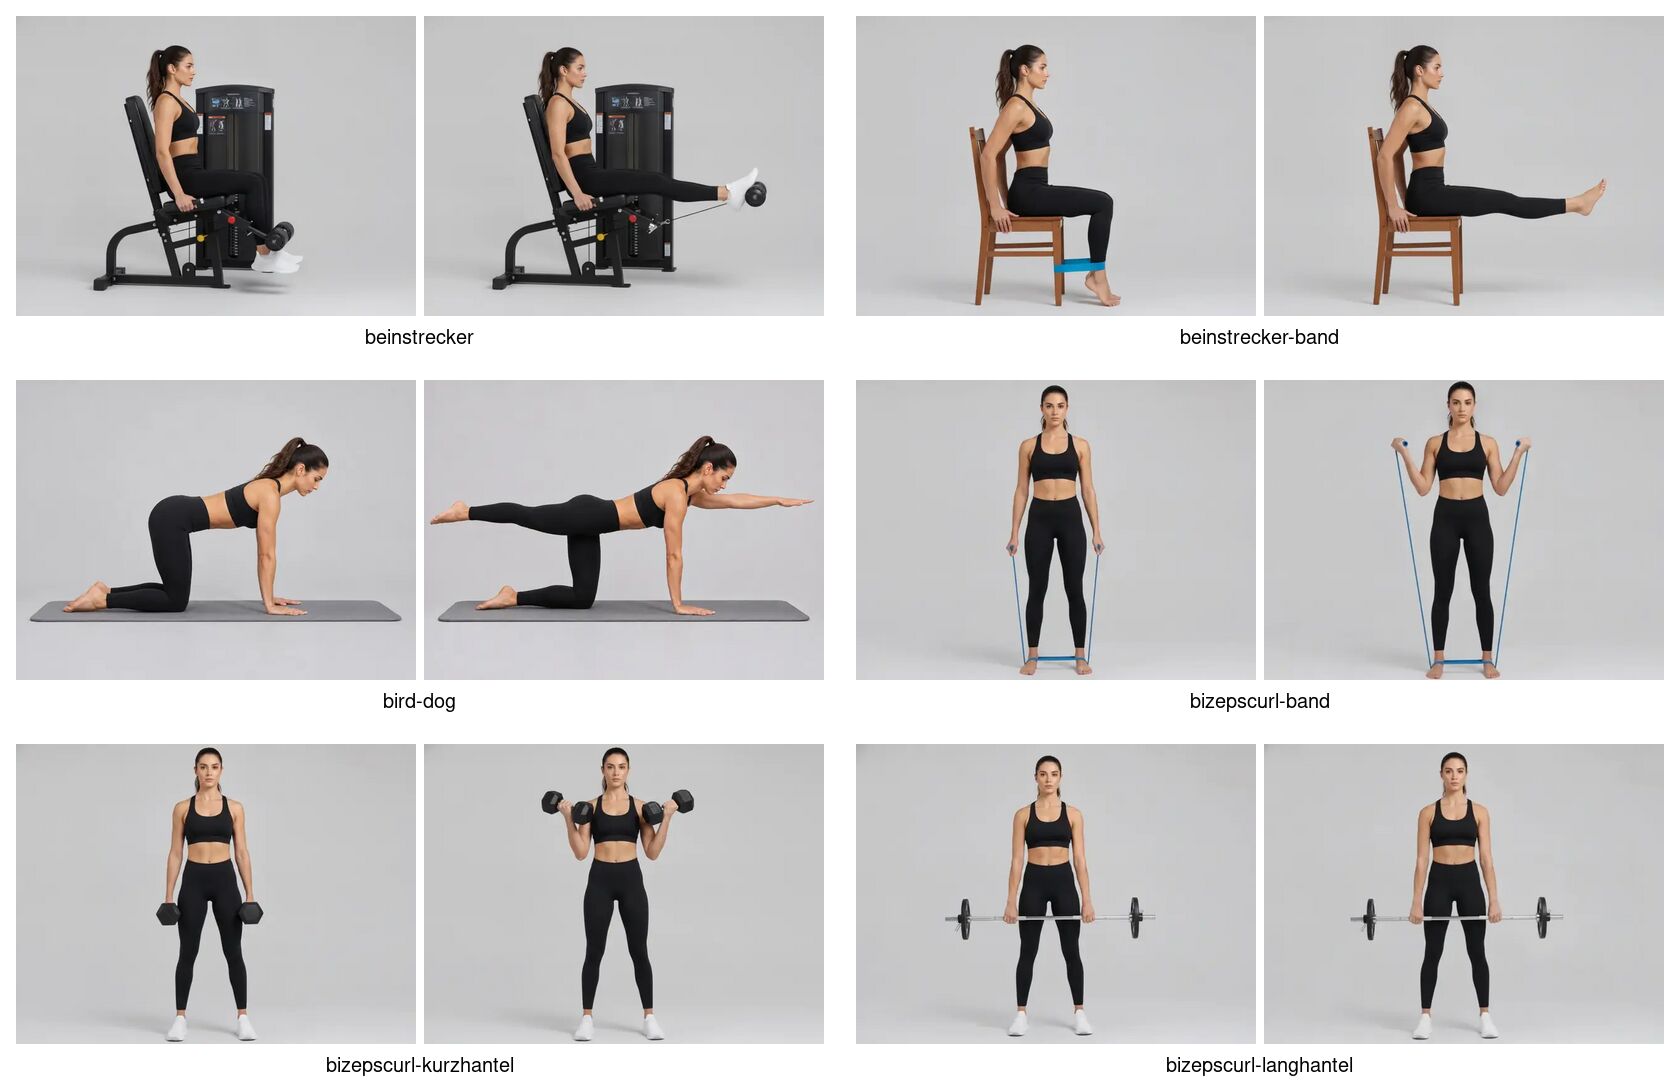 beinstrecker
beinstrecker-band
bird-dog
bizepscurl-band
bizepscurl-kurzhantel
bizepscurl-langhantel